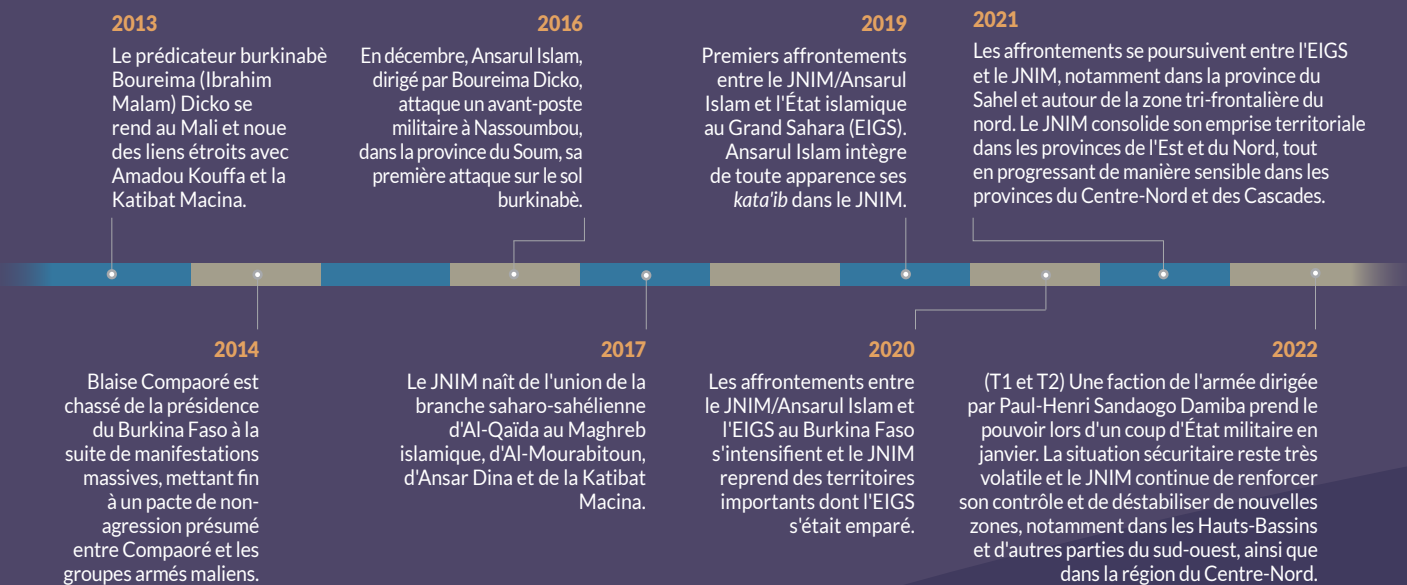 2013
Le prédicateur burkinabè
Boureima (Ibrahim
Malam) Dicko se
rend au Mali et noue
des liens étroits avec
Amadou Kouffa et la
Katibat Macina.
2016
En décembre, Ansarul Islam,
dirigé par Boureima Dicko,
attaque un avant-poste
militaire à Nassoumbou,
dans la province du Soum, sa
première attaque sur le sol
burkinabè.
2019
Premiers affrontements
entre le JNIM/Ansarul
Islam et l'État islamique
au Grand Sahara (EIGS).
Ansarul Islam intègre
de toute apparence ses
kata'ib dans le JNIM.
2021
Les affrontements se poursuivent entre l'EIGS
et le JNIM, notamment dans la province du
Sahel et autour de la zone tri-frontalière du
nord. Le JNIM consolide son emprise territoriale
dans les provinces de l'Est et du Nord, tout
en progressant de manière sensible dans les
provinces du Centre-Nord et des Cascades.
2014
Blaise Compaoré est
chassé de la présidence
du Burkina Faso à la
suite de manifestations
massives, mettant fin
à un pacte de non-
agression présumé
entre Compaoré et les
groupes armés maliens.
2017
Le JNIM naît de l'union de la
branche saharo-sahélienne
d'Al-Qaïda au Maghreb
islamique, d'Al-Mourabitoun,
d'Ansar Dina et de la Katibat
Macina.
2020
Les affrontements entre
le JNIM/Ansarul Islam et
l'EIGS au Burkina Faso
s'intensifient et le JNIM
reprend des territoires
importants dont l'EIGS
s'était emparé.
2022
(T1 et T2) Une faction de l'armée dirigée
par Paul-Henri Sandaogo Damiba prend le
pouvoir lors d'un coup d'État militaire en
janvier. La situation sécuritaire reste très
volatile et le JNIM continue de renforcer
son contrôle et de déstabiliser de nouvelles
zones, notamment dans les Hauts-Bassins
et d'autres parties du sud-ouest, ainsi que
dans la région du Centre-Nord.